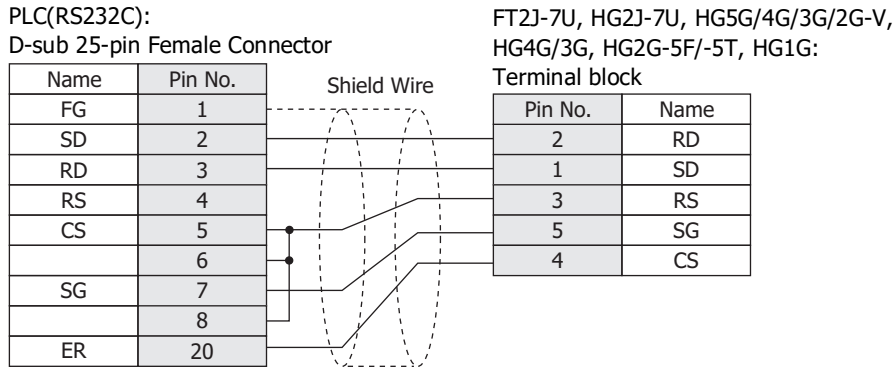 PLC(RS232C):
D-sub 25-pin Female Connector
FT2J-7U, HG2J-7U, HG5G/4G/3G/2G-V,
HG4G/3G, HG2G-5F/-5T, HG1G:
Terminal block
Shield Wire
Name Pin No.
FG 1
SD 2
RD 3
RS 4
CS 5
6
SG 7
8
ER 20
Pin No. Name
2 RD
1 SD
3 RS
5 SG
4 CS